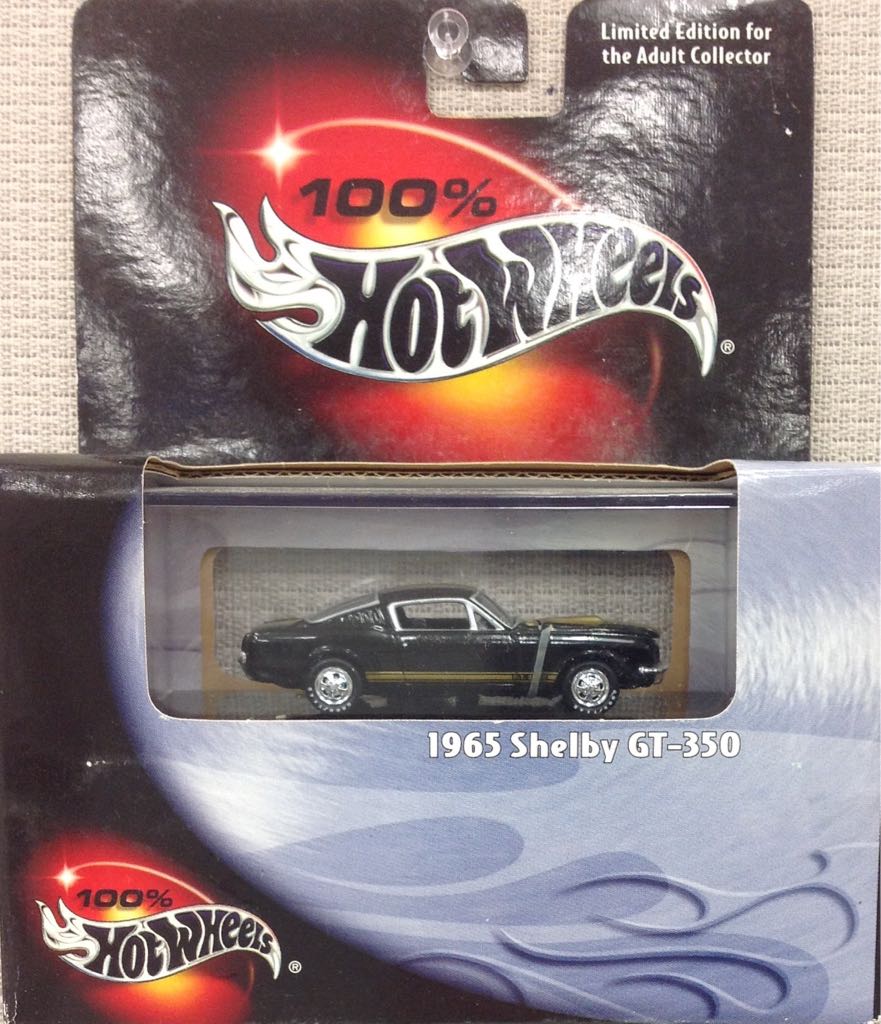 Limited Edition for
the Adult Collector
100%
Hot Wheels ®
1965 Shelby GT-350
100%
Hot Wheels ®